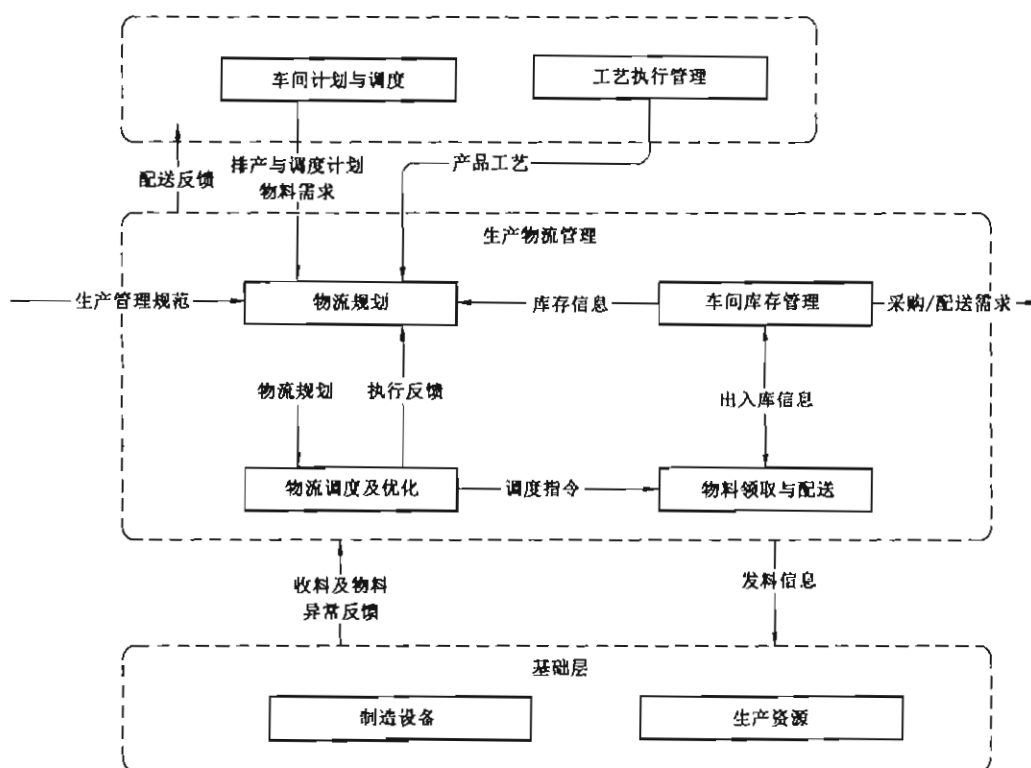 车间计划与调度
工艺执行管理
配送反馈
排产与调度计划
物料需求
产品工艺
生产物流管理
生产管理规范
物流规划
库存信息
车间库存管理
采购/配送需求
物流规划
执行反馈
出入库信息
物流调度及优化
调度指令
物料领取与配送
收料及物料
异常反馈
发料信息
基础层
制造设备
生产资源